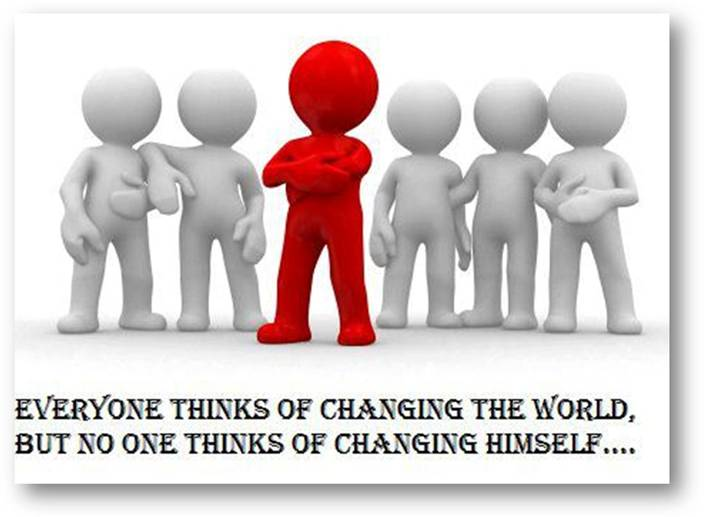 EVERYONE THINKS OF CHANGING THE WORLD,
BUT NO ONE THINKS OF CHANGING HIMSELF....